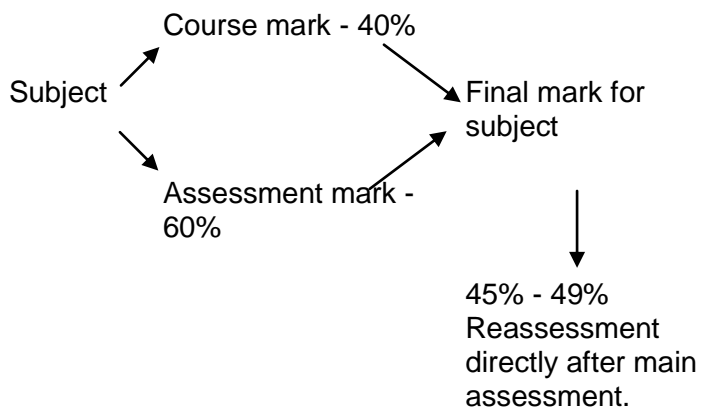 Course mark - 40%
Subject
Final mark for
subject
Assessment mark -
60%
45% - 49%
Reassessment
directly after main
assessment.